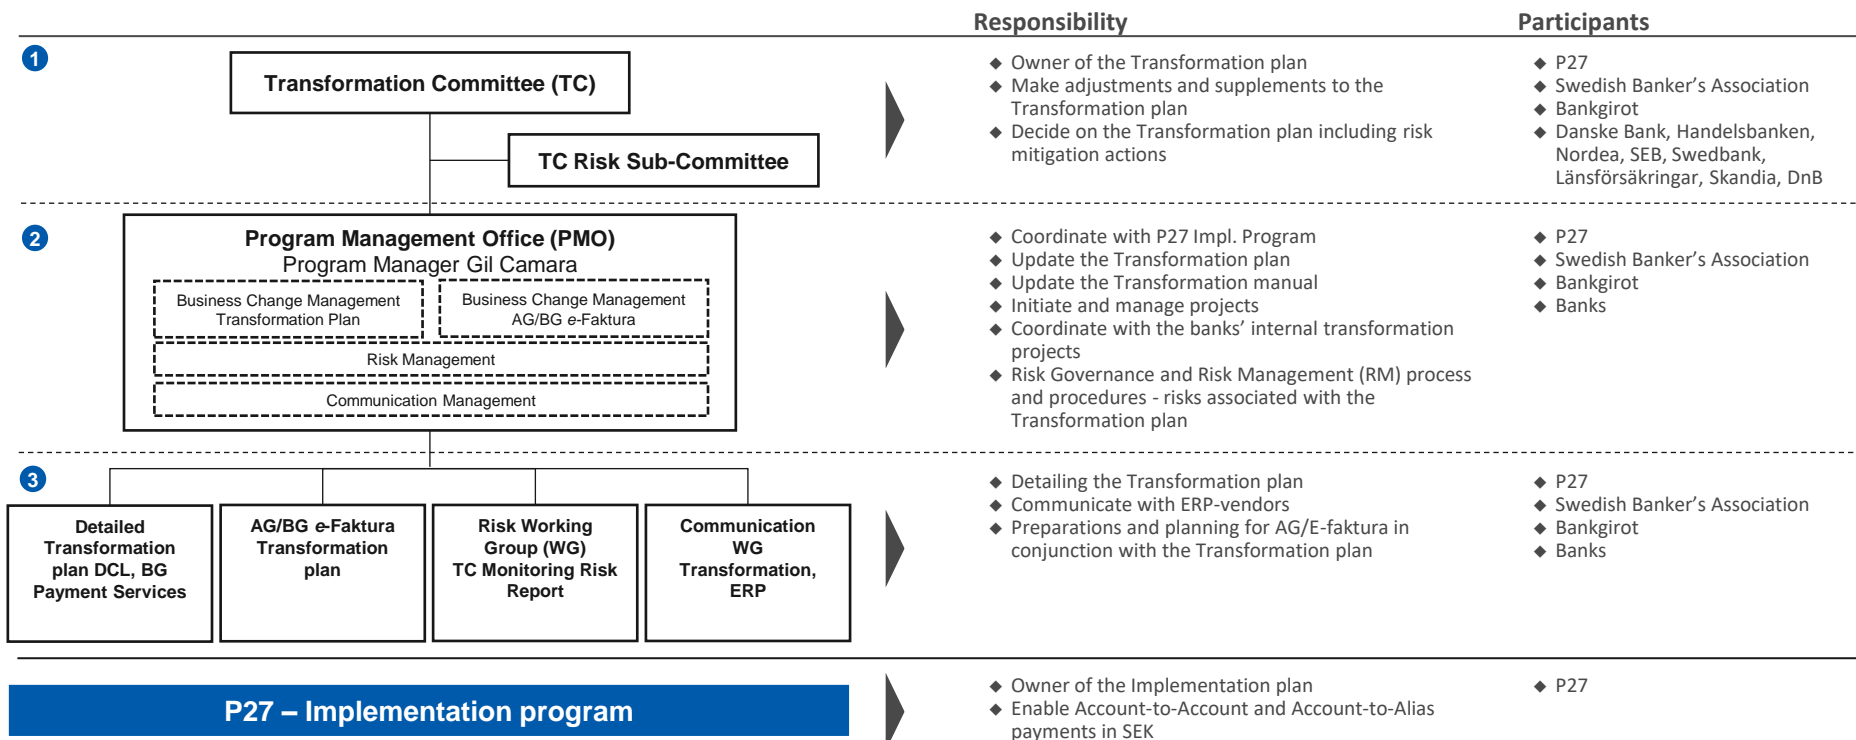 Responsibility
Participants
1
Transformation Committee (TC)
TC Risk Sub-Committee
◆ Owner of the Transformation plan
◆ Make adjustments and supplements to the
Transformation plan
◆ Decide on the Transformation plan including risk
mitigation actions
◆ P27
◆ Swedish Banker's Association
◆ Bankgirot
◆ Danske Bank, Handelsbanken,
Nordea, SEB, Swedbank,
Länsförsäkringar, Skandia, DnB
2
Program Management Office (PMO)
Program Manager Gil Camara
Business Change Management
Transformation Plan
Business Change Management
AG/BG e-Faktura
Risk Management
Communication Management
◆ Coordinate with P27 Impl. Program
◆ Update the Transformation plan
◆ Update the Transformation manual
◆ Initiate and manage projects
◆ Coordinate with the banks' internal transformation
projects
◆ Risk Governance and Risk Management (RM) process
and procedures - risks associated with the
Transformation plan
◆ P27
◆ Swedish Banker's Association
◆ Bankgirot
◆ Banks
3
Detailed
Transformation
plan DCL, BG
Payment Services
AG/BG e-Faktura
Transformation
plan
Risk Working
Group (WG)
TC Monitoring Risk
Report
Communication
WG
Transformation,
ERP
◆ Detailing the Transformation plan
◆ Communicate with ERP-vendors
◆ Preparations and planning for AG/E-faktura in
conjunction with the Transformation plan
◆ P27
◆ Swedish Banker's Association
◆ Bankgirot
◆ Banks
P27 – Implementation program
◆ Owner of the Implementation plan
◆ Enable Account-to-Account and Account-to-Alias
payments in SEK
◆ P27